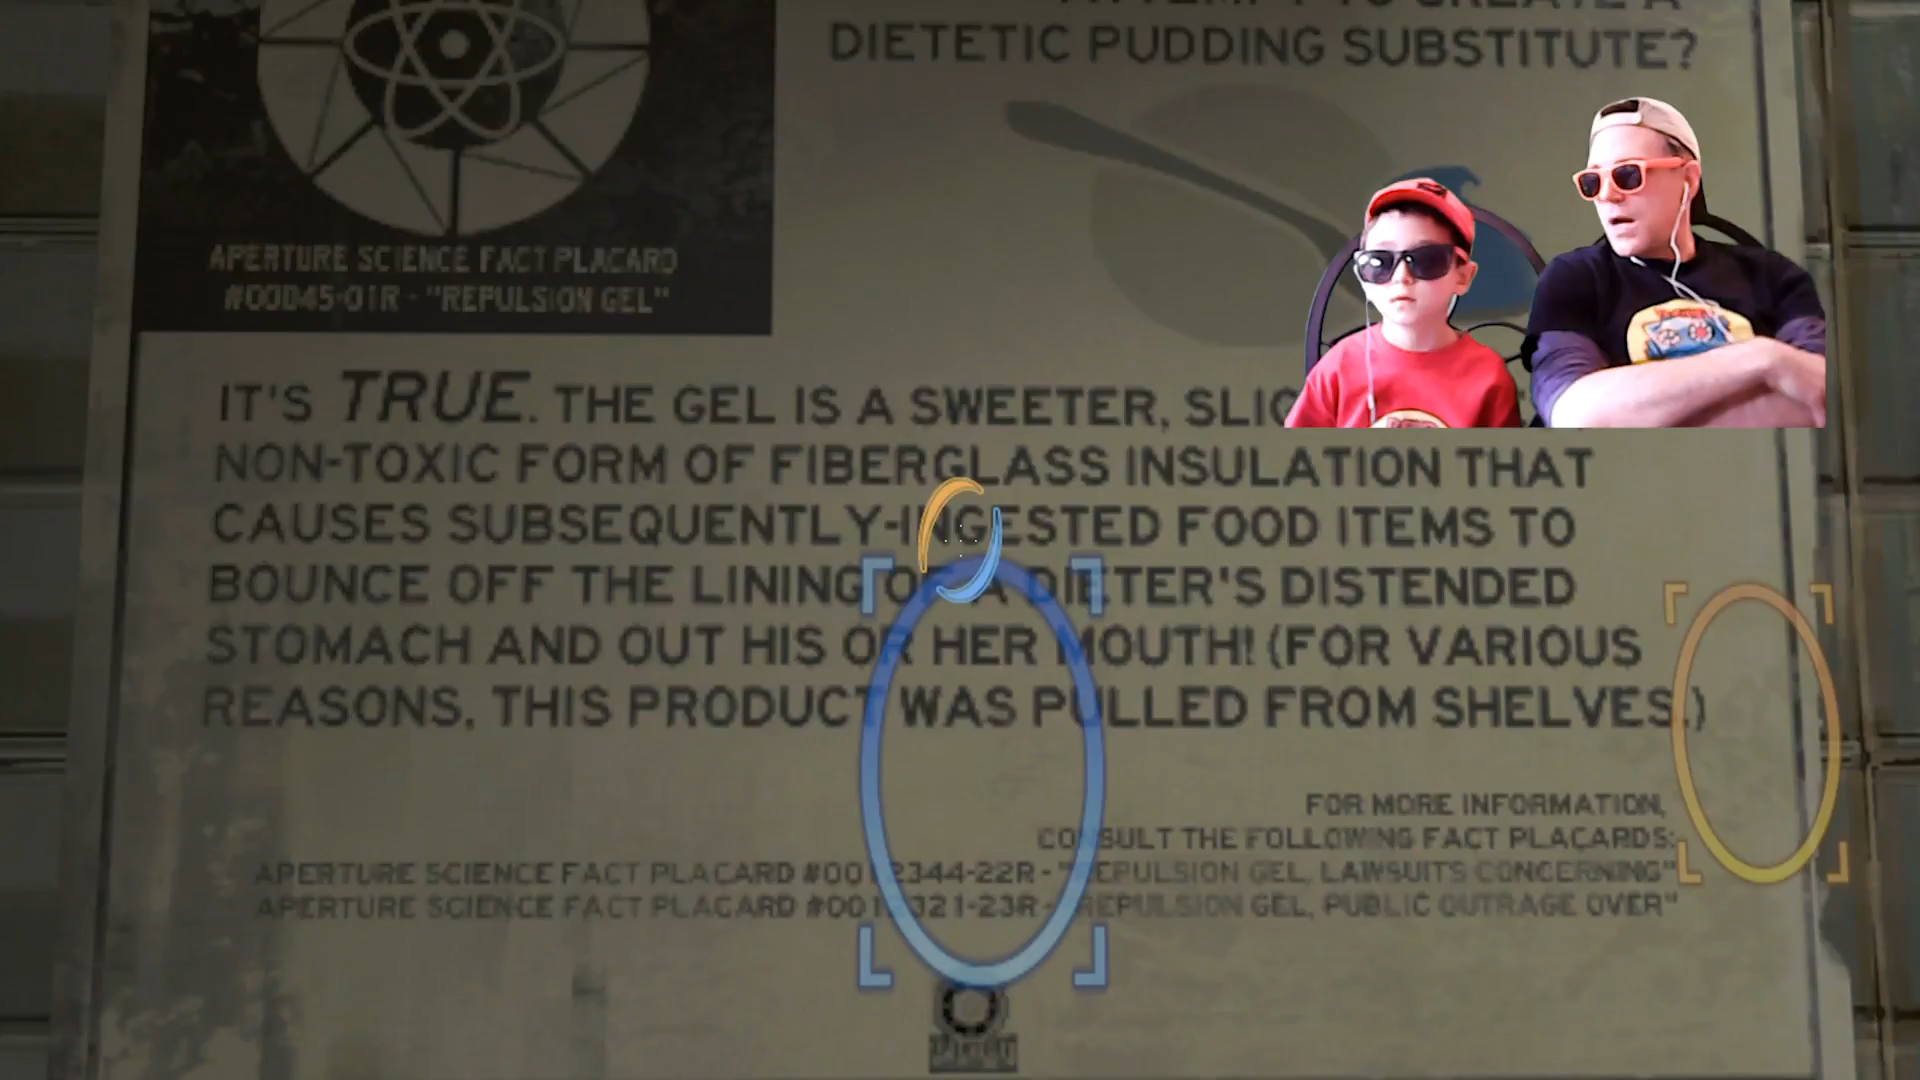 DIETETIC PUDDING SUBSTITUTE?
APERTURE SCIENCE FACT PLACARD
#00D45-01R - "REPULSION GEL"
IT'S TRUE. THE GEL IS A SWEETER,
NON-TOXIC FORM OF FIBERGLASS INSULATION THAT
CAUSES SUBSEQUENTLY-INGESTED FOOD ITEMS TO
BOUNCE OFF THE LINING OF A DIETER'S DISTENDED
STOMACH AND OUT HIS OR HER MOUTH! (FOR VARIOUS
REASONS, THIS PRODUCT WAS PULLED FROM SHELVES.)
FOR MORE INFORMATION,
CONSULT THE FOLLOWING FACT PLACARDS:
APERTURE SCIENCE FACT PLACARD - "REPULSION GEL, LAWSUITS CONCERNING"
APERTURE SCIENCE FACT PLACARD - "REPULSION GEL, PUBLIC OUTRAGE OVER"